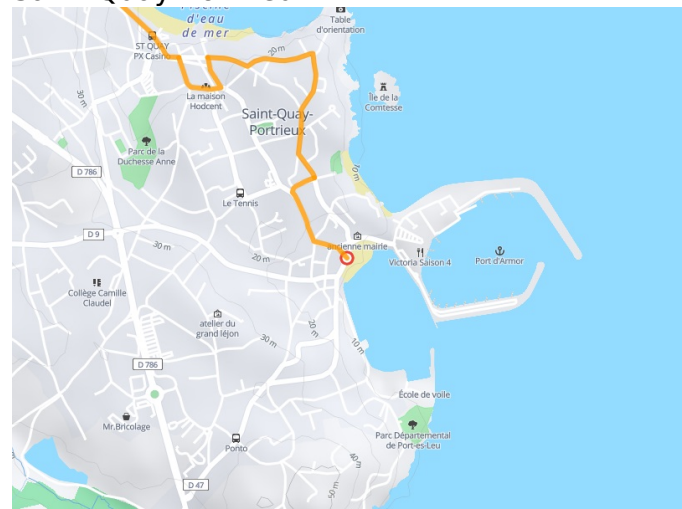 d'eau
de mer
Table
d'orientation
ST QUAY
PX Casino
20 m
La maison
Hodcent
Île de la
Comtesse
30 m
Saint-Quay-
Portrieux
Parc de la
Duchesse Anne
D 786
10 m
Le Tennis
D 9
30 m
20 m
ancienne mairie
Victoria Saison 4
Port d'Armor
Collège Camille
Claudel
atelier du
grand léjon
20 m
30 m
10 m
D 786
École de voile
Mr.Bricolage
Parc Départemental
de Port-es-Leu
Ponto
40 m
50 m
D 47